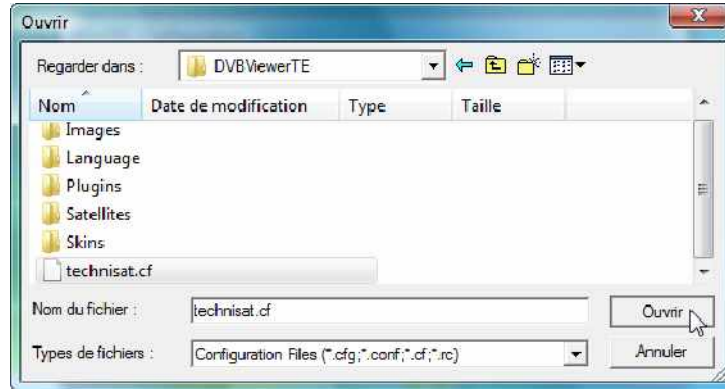 Ouvrir
Regarder dans : DVBViewerTE
Nom Date de modification Type Taille
Images
Language
Plugins
Satellites
Skins
technisat.cf
Nom du fichier : technisat.cf Ouvrir
Types de fichiers : Configuration Files (*.cfg;*.conf;*.cf;*.rc) Annuler